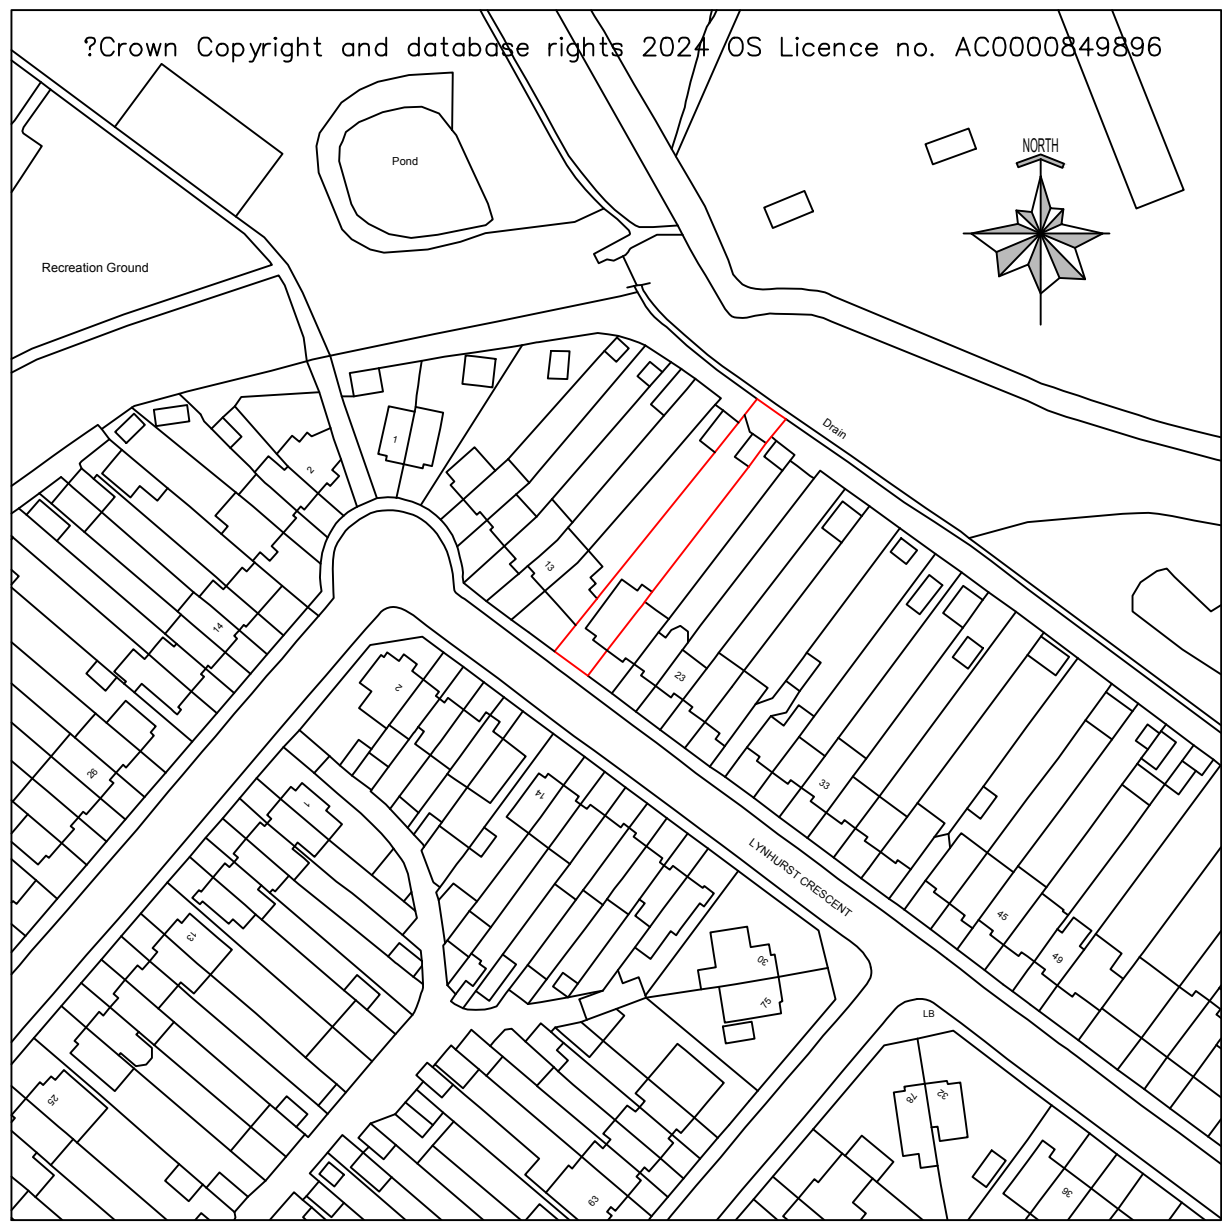 ?Crown Copyright and database rights 2024 OS Licence no. AC0000849896
NORTH
Pond
Recreation Ground
Drain
1
2
13
14
23
2
26
33
1
14
LYNHURST CRESCENT
45
49
13
30
75
LB
25
78
32
63
36